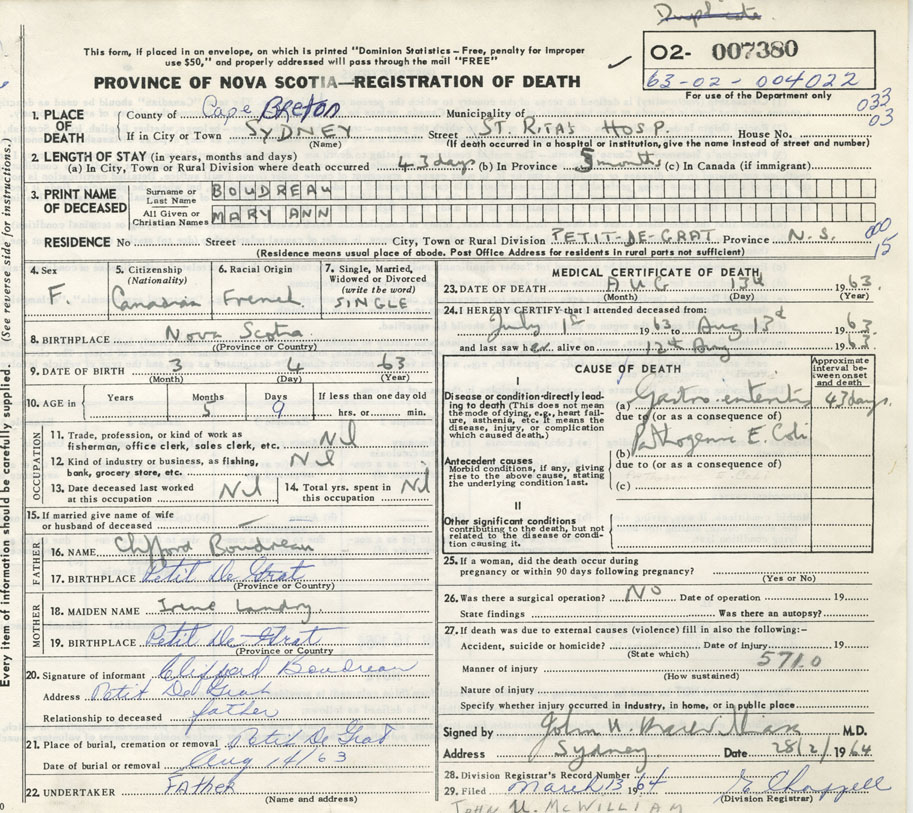 Duplicate.
This form, if placed in an envelope, on which is printed "Dominion Statistics – Free, penalty for improper
use $50," and properly addressed will pass through the mail "FREE"
02- 007380
63-02-004022
For use of the Department only
PROVINCE OF NOVA SCOTIA—REGISTRATION OF DEATH
033
03
1. PLACE OF DEATH
County of Cape Breton Municipality of
If in City or Town SYDNEY (Name) Street ST. RITAS HOSP. House No.
(If death occurred in a hospital or institution, give the name instead of street and number)
2. LENGTH OF STAY (in years, months and days)
(a) In City, Town or Rural Division where death occurred 43 days (b) In Province 5 months (c) In Canada (if immigrant)
3. PRINT NAME OF DECEASED
Surname or Last Name BOUDREAU
All Given or Christian Names MARY ANN
00
15
RESIDENCE No Street City, Town or Rural Division PETIT-DE-GRAT Province N.S.
(Residence means usual place of abode. Post Office Address for residents in rural parts not sufficient)
4. Sex F.
5. Citizenship (Nationality) Canadian
6. Racial Origin French
7. Single, Married, Widowed or Divorced (write the word) SINGLE
8. BIRTHPLACE Nova Scotia
((Province or Country)
9. DATE OF BIRTH 3 4 63
(Month) (Day) (Year)
10. AGE in Years Months 5 Days 9 If less than one day old hrs. or min.
OCCUPATION
11. Trade, profession, or kind of work as fisherman, office clerk, sales clerk, etc. Nil
12. Kind of industry or business, as fishing, bank, grocery store, etc. Nil
13. Date deceased last worked at this occupation Nil
14. Total yrs. spent in this occupation Nil
15. If married give name of wife or husband of deceased —
FATHER
16. NAME Clifford Boudreau
17. BIRTHPLACE Petit De Grat
(Province or Country)
MOTHER
18. MAIDEN NAME Irene Landry
19. BIRTHPLACE Petit De Grat
(Province or Country
20. Signature of informant Clifford Boudreau
Address Petit De Grat
Relationship to deceased father
21. Place of burial, cremation or removal Petit De Grat
Date of burial or removal Aug 14/63
22. UNDERTAKER Father
(Name and address)
MEDICAL CERTIFICATE OF DEATH
23. DATE OF DEATH AUG 13th 1963.
(Month) (Day) (Year)
24. I HEREBY CERTIFY that I attended deceased from:
July 1st 1963 to Aug 13th 1963.
and last saw her alive on 12th Aug 1963
CAUSE OF DEATH
Approximate interval between onset and death
I
Disease or condition directly leading to death (This does not mean the mode of dying, e.g., heart failure, asthenia, etc. It means the disease, injury, or complication which caused death.)
(a) Gastro-enteritis 43 days.
due to (or as a consequence of)
Pathogenic E. Coli
(b)
Antecedent causes
Morbid conditions, if any, giving rise to the above cause, stating the underlying condition last.
due to (or as a consequence of)
(c)
II
Other significant conditions contributing to the death, but not related to the disease or condition causing it.
25. If a woman, did the death occur during pregnancy or within 90 days following pregnancy?
(Yes or No)
26. Was there a surgical operation? NO Date of operation 19
State findings Was there an autopsy?
27. If death was due to external causes (violence) fill in also the following:–
Accident, suicide or homicide? Date of injury 19
(State which)
571.0
Manner of injury
(How sustained)
Nature of injury
Specify whether injury occurred in industry, in home, or in public place
Signed by John U. M.D.
Address Sydney Date 28/2/1964
28. Division Registrar's Record Number
29. Filed March 13 1964 E Chappell
(Division Registrar)
JOHN U. McWILLIAM
Every item of information should be carefully supplied. (See reverse side for instructions.)